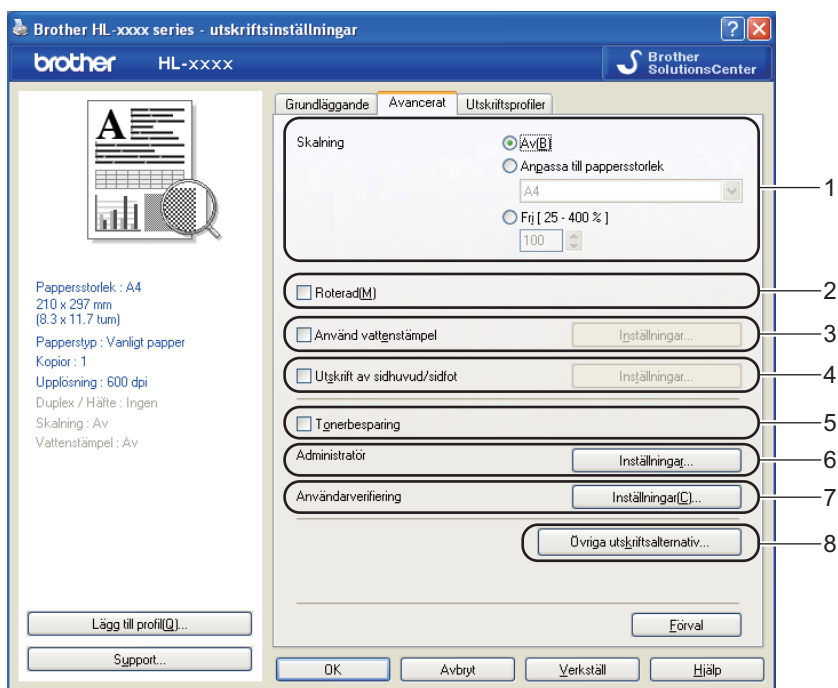 Brother HL-xxxx series - utskriftsinställningar
brother HL-xxxx
Brother
SolutionsCenter
Grundläggande Avancerat Utskriftsprofiler
A
Skalning
Av(B)
Anpassa till pappersstorlek
A4
Fri [ 25 - 400 % ]
100
1
Roterad(M)
2
Använd vattenstämpel Inställningar...
3
Utskrift av sidhuvud/sidfot Inställningar...
4
Tonerbesparing
5
Administratör Inställningar...
6
Användarverifiering Inställningar(C)...
7
Övriga utskriftsalternativ...
8
Pappersstorlek : A4
210 x 297 mm
(8.3 x 11.7 tum)
Papperstyp : Vanligt papper
Kopior : 1
Upplösning : 600 dpi
Duplex / Häfte : Ingen
Skalning : Av
Vattenstämpel : Av
Lägg till profil(Q)...
Support...
Förval
OK Avbryt Verkställ Hjälp